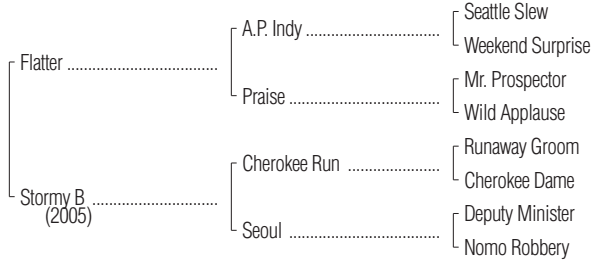 Seattle Slew
A.P. Indy
Weekend Surprise
Flatter
Mr. Prospector
Praise
Wild Applause
Runaway Groom
Cherokee Run
Cherokee Dame
Stormy B
(2005)
Deputy Minister
Seoul
Nomo Robbery